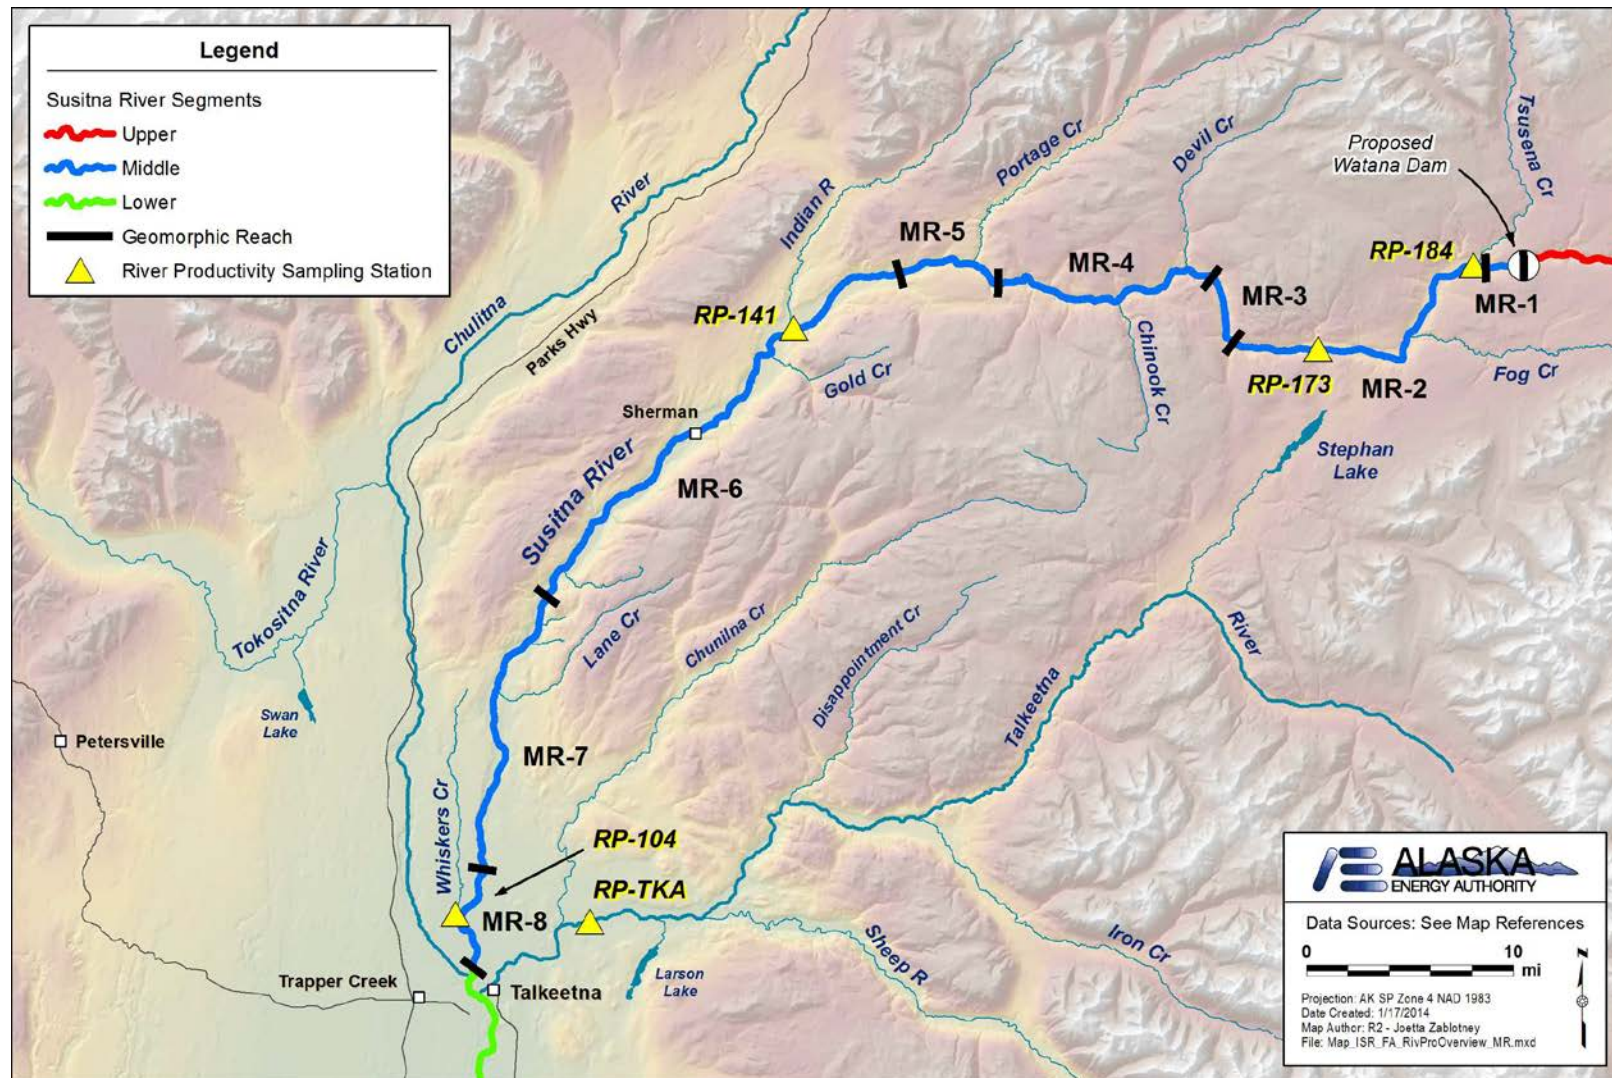 Legend
Susitna River Segments
Upper
Middle
Lower
Geomorphic Reach
River Productivity Sampling Station
Tsusena Cr
Portage Cr
Devil Cr
Proposed
Watana Dam
River
Indian R
MR-5
RP-184
MR-4
MR-1
MR-3
RP-141
Chulitna
Parks Hwy
Chinook Cr
Gold Cr
RP-173
MR-2
Fog Cr
Sherman
Stephan
Lake
Susitna River
MR-6
Tokositna River
Lane Cr
Chunilna Cr
Disappointment Cr
River
Talkeetna
Swan
Lake
Petersville
MR-7
Whiskers Cr
RP-104
RP-TKA
MR-8
Sheep R
Iron Cr
Larson
Lake
Trapper Creek
Talkeetna
ALASKA
ENERGY AUTHORITY
Data Sources: See Map References
0 10
mi
N
Projection: AK SP Zone 4 NAD 1983
Date Created: 1/17/2014
Map Author: R2 - Joetta Zablotney
File: Map_ISR_FA_RivProOverview_MR.mxd